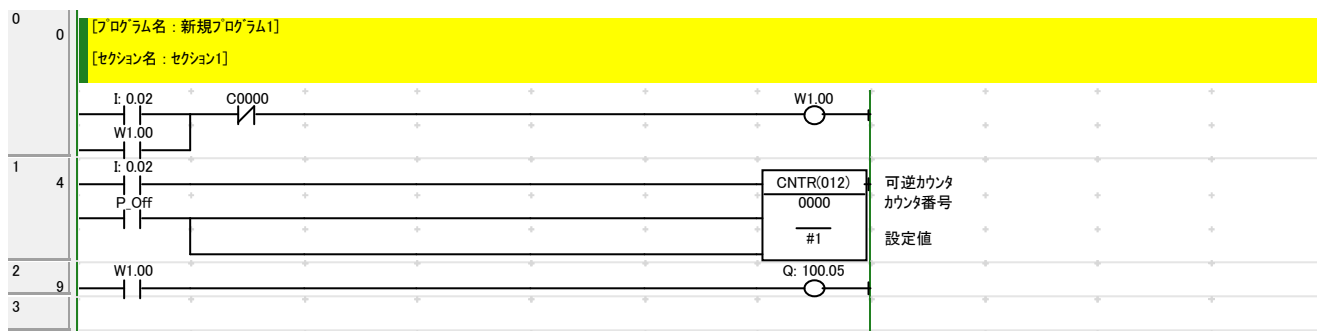 0
0
[プログラム名 : 新規プログラム1]
[セクション名 : セクション1]
I: 0.02 C0000 W1.00
W1.00
1
4
I: 0.02
CNTR(012) 可逆カウンタ
P_Off
0000 カウンタ番号
#1 設定値
2
9
W1.00 Q: 100.05
3